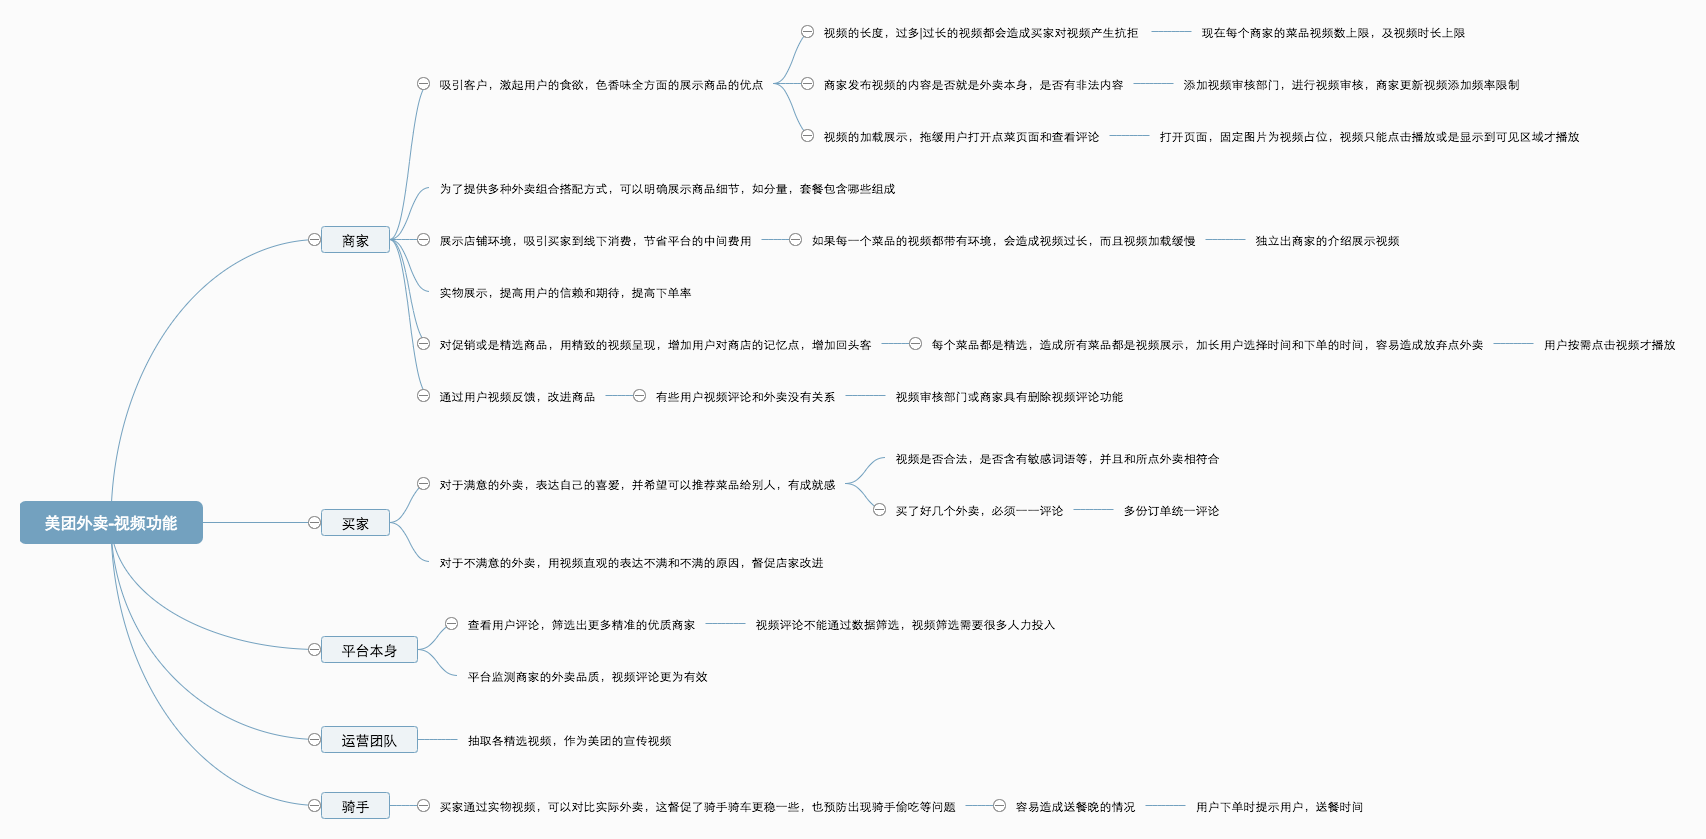 美团外卖-视频功能
商家
吸引客户，激起用户的食欲，色香味全方面的展示商品的优点
视频的长度，过多|过长的视频都会造成买家对视频产生抗拒
现在每个商家的菜品视频数上限，及视频时长上限
商家发布视频的内容是否就是外卖本身，是否有非法内容
添加视频审核部门，进行视频审核，商家更新视频添加频率限制
视频的加载展示，拖缓用户打开点菜页面和查看评论
打开页面，固定图片为视频占位，视频只能点击播放或是显示到可见区域才播放
为了提供多种外卖组合搭配方式，可以明确展示商品细节，如分量，套餐包含哪些组成
展示店铺环境，吸引买家到线下消费，节省平台的中间费用
如果每一个菜品的视频都带有环境，会造成视频过长，而且视频加载缓慢
独立出商家的介绍展示视频
实物展示，提高用户的信赖和期待，提高下单率
对促销或是精选商品，用精致的视频呈现，增加用户对商店的记忆点，增加回头客
每个菜品都是精选，造成所有菜品都是视频展示，加长用户选择时间和下单的时间，容易造成放弃点外卖
用户按需点击视频才播放
通过用户视频反馈，改进商品
有些用户视频评论和外卖没有关系
视频审核部门或商家具有删除视频评论功能
买家
对于满意的外卖，表达自己的喜爱，并希望可以推荐菜品给别人，有成就感
视频是否合法，是否含有敏感词语等，并且和所点外卖相符合
买了好几个外卖，必须一一评论
多份订单统一评论
对于不满意的外卖，用视频直观的表达不满和不满的原因，督促店家改进
平台本身
查看用户评论，筛选出更多精准的优质商家
视频评论不能通过数据筛选，视频筛选需要很多人力投入
平台监测商家的外卖品质，视频评论更为有效
运营团队
抽取各精选视频，作为美团的宣传视频
骑手
买家通过实物视频，可以对比实际外卖，这督促了骑手骑车更稳一些，也预防出现骑手偷吃等问题
容易造成送餐晚的情况
用户下单时提示用户，送餐时间